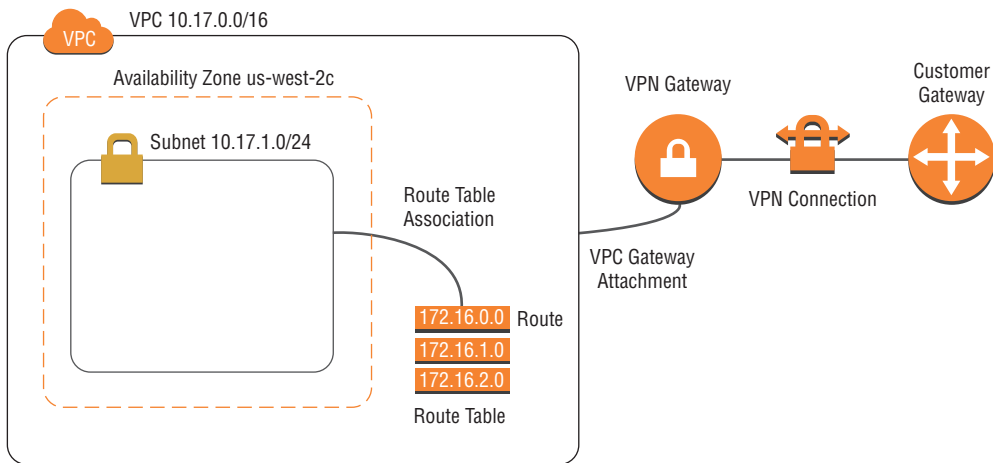 VPC 10.17.0.0/16
VPC
Availability Zone us-west-2c
Subnet 10.17.1.0/24
Route Table
Association
172.16.0.0
Route
172.16.1.0
172.16.2.0
Route Table
VPN Gateway
VPC Gateway
Attachment
VPN Connection
Customer
Gateway